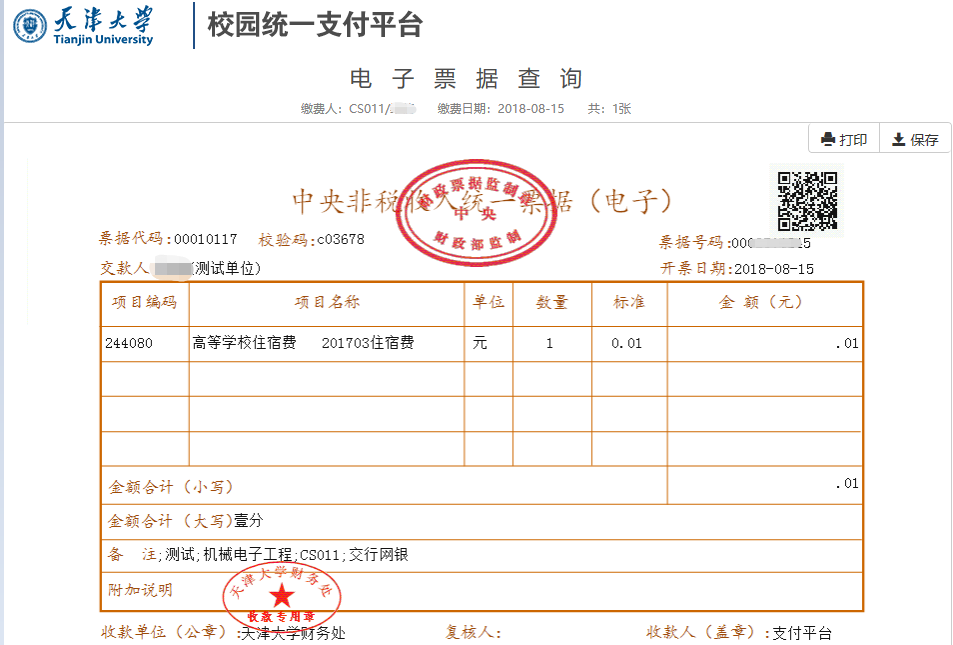 天津大学 校园统一支付平台
Tianjin University
电子票据查询
缴费人：CS011/ 缴费日期：2018-08-15 共：1张
打印 保存
中央非税收入统一票据（电子）
财政票据监制章
中央
财政部监制
票据代码:00010117 校验码:c03678 票据号码:000 15
交款人 (测试单位) 开票日期:2018-08-15
项目编码 项目名称 单位 数量 标准 金 额（元）
244080 高等学校住宿费 201703住宿费 元 1 0.01 .01
金额合计（小写） .01
金额合计（大写)壹分
备 注;测试;机械电子工程;CS011;交行网银
附加说明
天津大学财务处
收款专用章
收款单位（公章）:天津大学财务处 复核人: 收款人（盖章）:支付平台